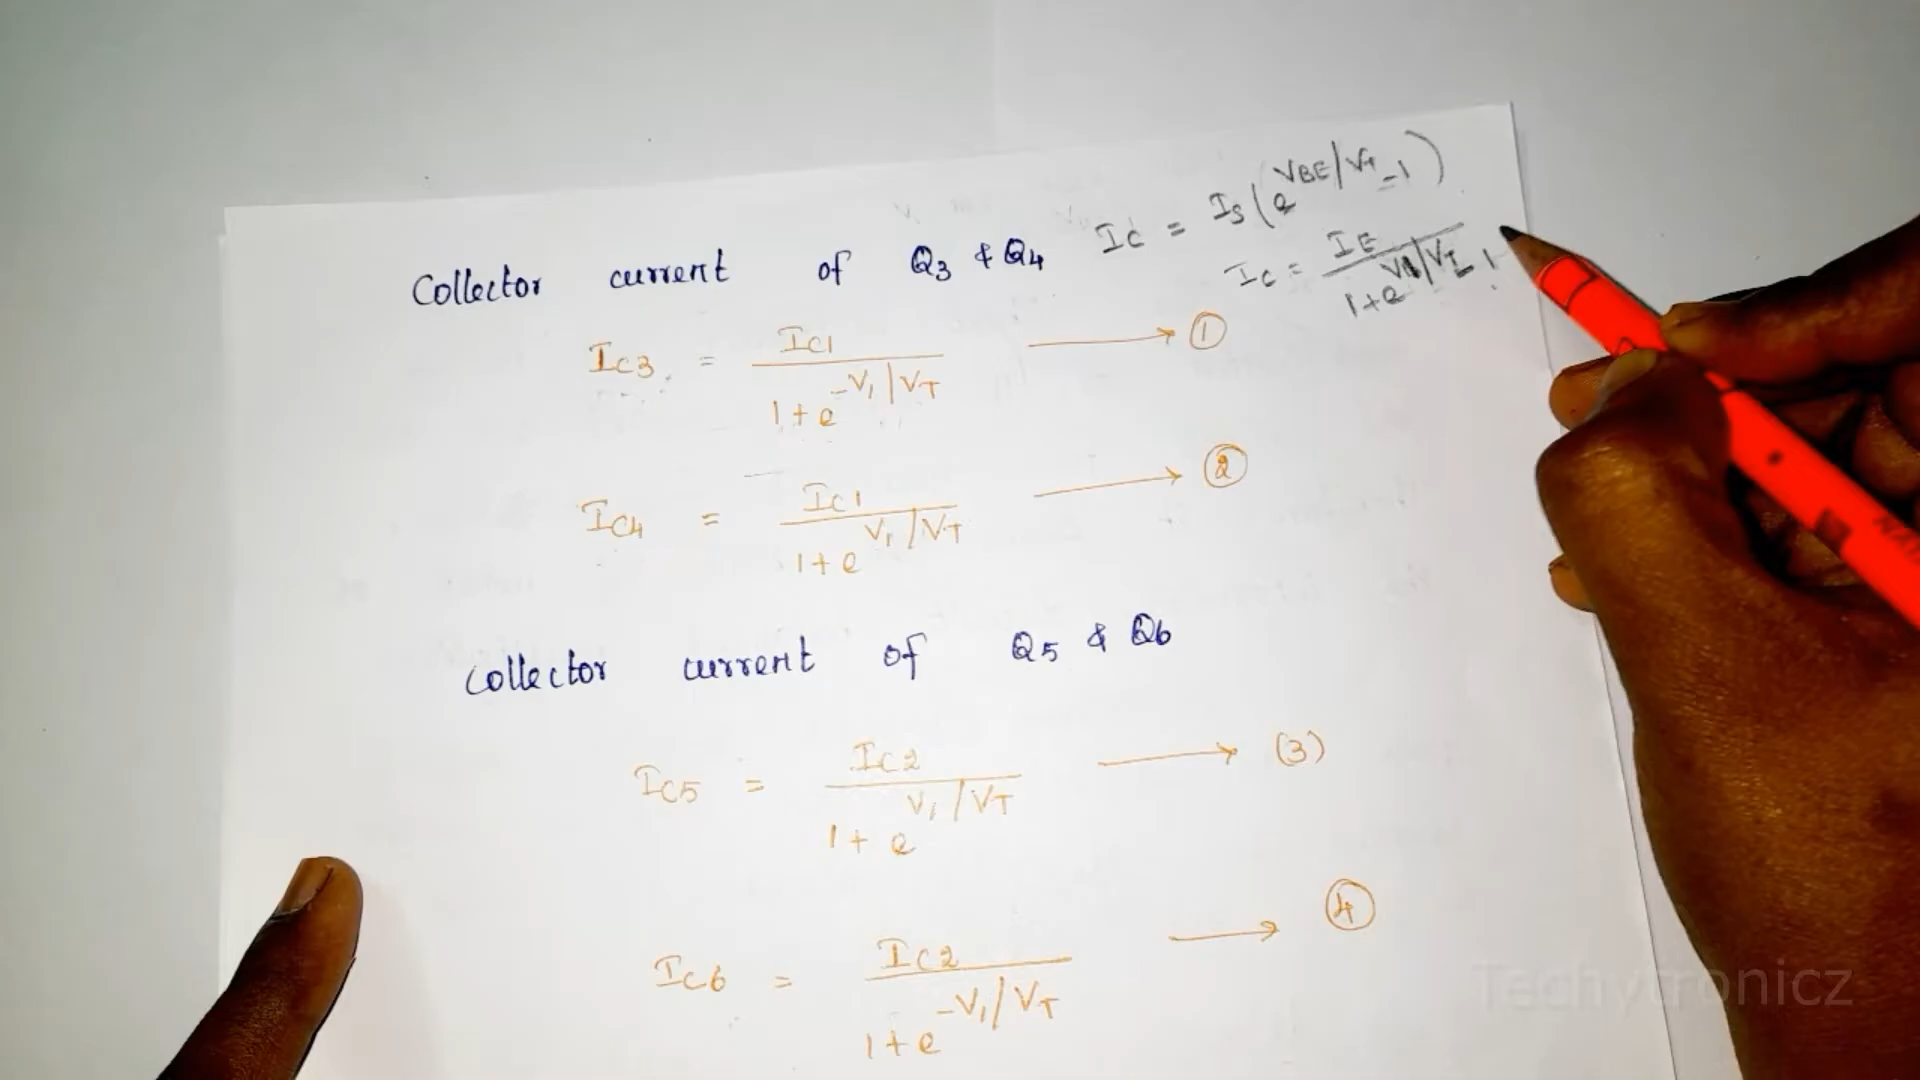 Collector current of Q3 & Q4 Ic = Is (e^VBE/VT - 1)
Ic = IE / 1+e^V1/VT
IC3 = IC1 / 1+e^-V1/VT → ①
IC4 = IC1 / 1+e^V1/VT → ②
Collector current of Q5 & Q6
IC5 = IC2 / 1+e^V1/VT → (3)
IC6 = IC2 / 1+e^-V1/VT → ④
Techytronicz